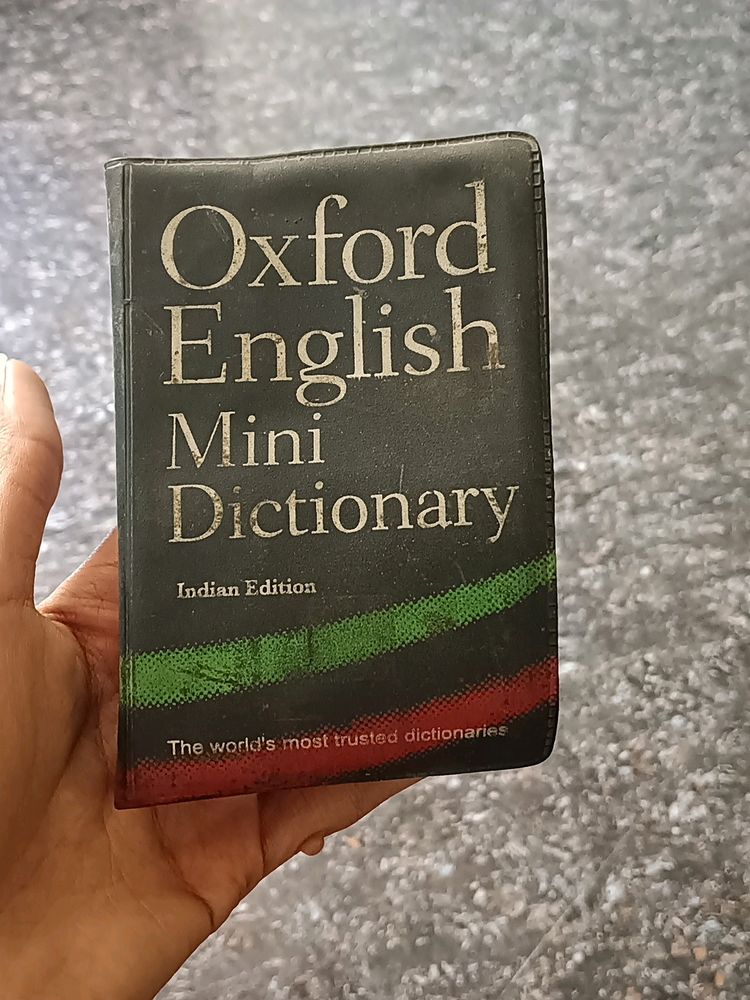 Oxford
English
Mini
Dictionary
Indian Edition
The world's most trusted dictionaries